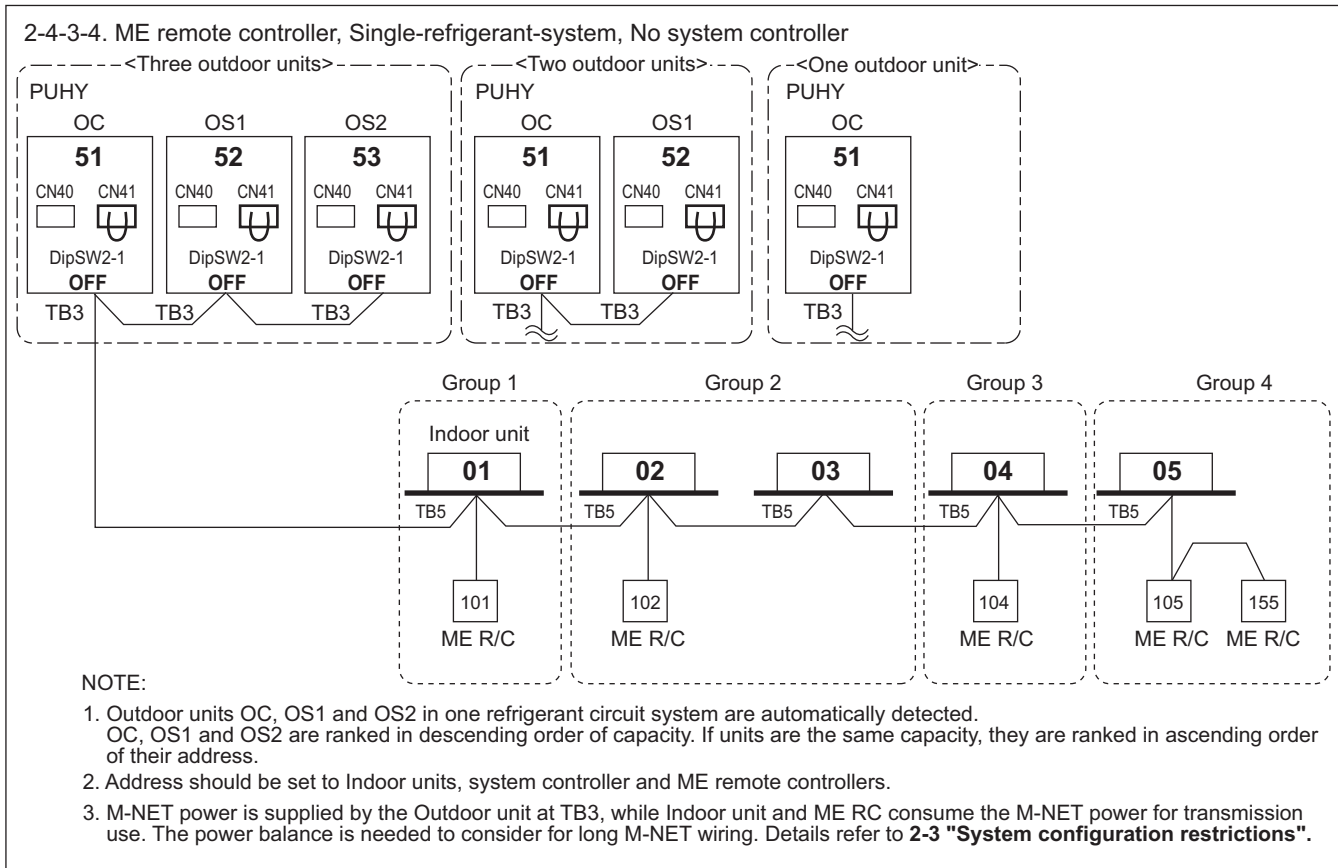 2-4-3-4. ME remote controller, Single-refrigerant-system, No system controller
<Three outdoor units> <Two outdoor units> <One outdoor unit>
PUHY PUHY PUHY
OC OS1 OS2 OC OS1 OC
51 52 53 51 52 51
CN40 CN41 CN40 CN41 CN40 CN41 CN40 CN41 CN40 CN41 CN40 CN41
DipSW2-1 DipSW2-1 DipSW2-1 DipSW2-1 DipSW2-1 DipSW2-1
OFF OFF OFF OFF OFF OFF
TB3 TB3 TB3 TB3 TB3 TB3
Group 1 Group 2 Group 3 Group 4
Indoor unit
01 02 03 04 05
TB5 TB5 TB5 TB5 TB5
101 102 104 105 155
ME R/C ME R/C ME R/C ME R/C ME R/C
NOTE:
1. Outdoor units OC, OS1 and OS2 in one refrigerant circuit system are automatically detected.
OC, OS1 and OS2 are ranked in descending order of capacity. If units are the same capacity, they are ranked in ascending order
of their address.
2. Address should be set to Indoor units, system controller and ME remote controllers.
3. M-NET power is supplied by the Outdoor unit at TB3, while Indoor unit and ME RC consume the M-NET power for transmission
use. The power balance is needed to consider for long M-NET wiring. Details refer to 2-3 "System configuration restrictions".